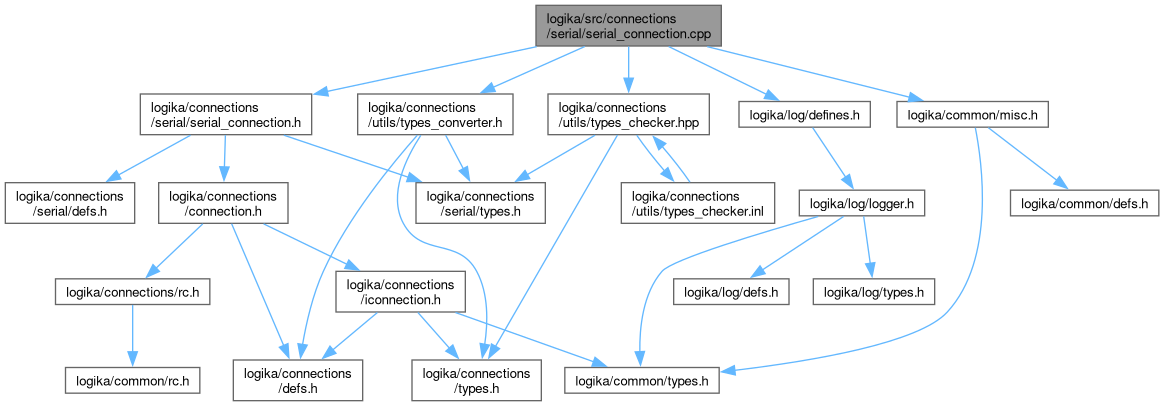 logika/src/connections
/serial/serial_connection.cpp
logika/connections
/serial/serial_connection.h
logika/connections
/utils/types_converter.h
logika/connections
/utils/types_checker.hpp
logika/log/defines.h
logika/common/misc.h
logika/connections
/serial/defs.h
logika/connections
/connection.h
logika/connections
/serial/types.h
logika/connections
/utils/types_checker.inl
logika/log/logger.h
logika/common/defs.h
logika/connections/rc.h
logika/connections
/iconnection.h
logika/log/defs.h
logika/log/types.h
logika/common/rc.h
logika/connections
/defs.h
logika/connections
/types.h
logika/common/types.h